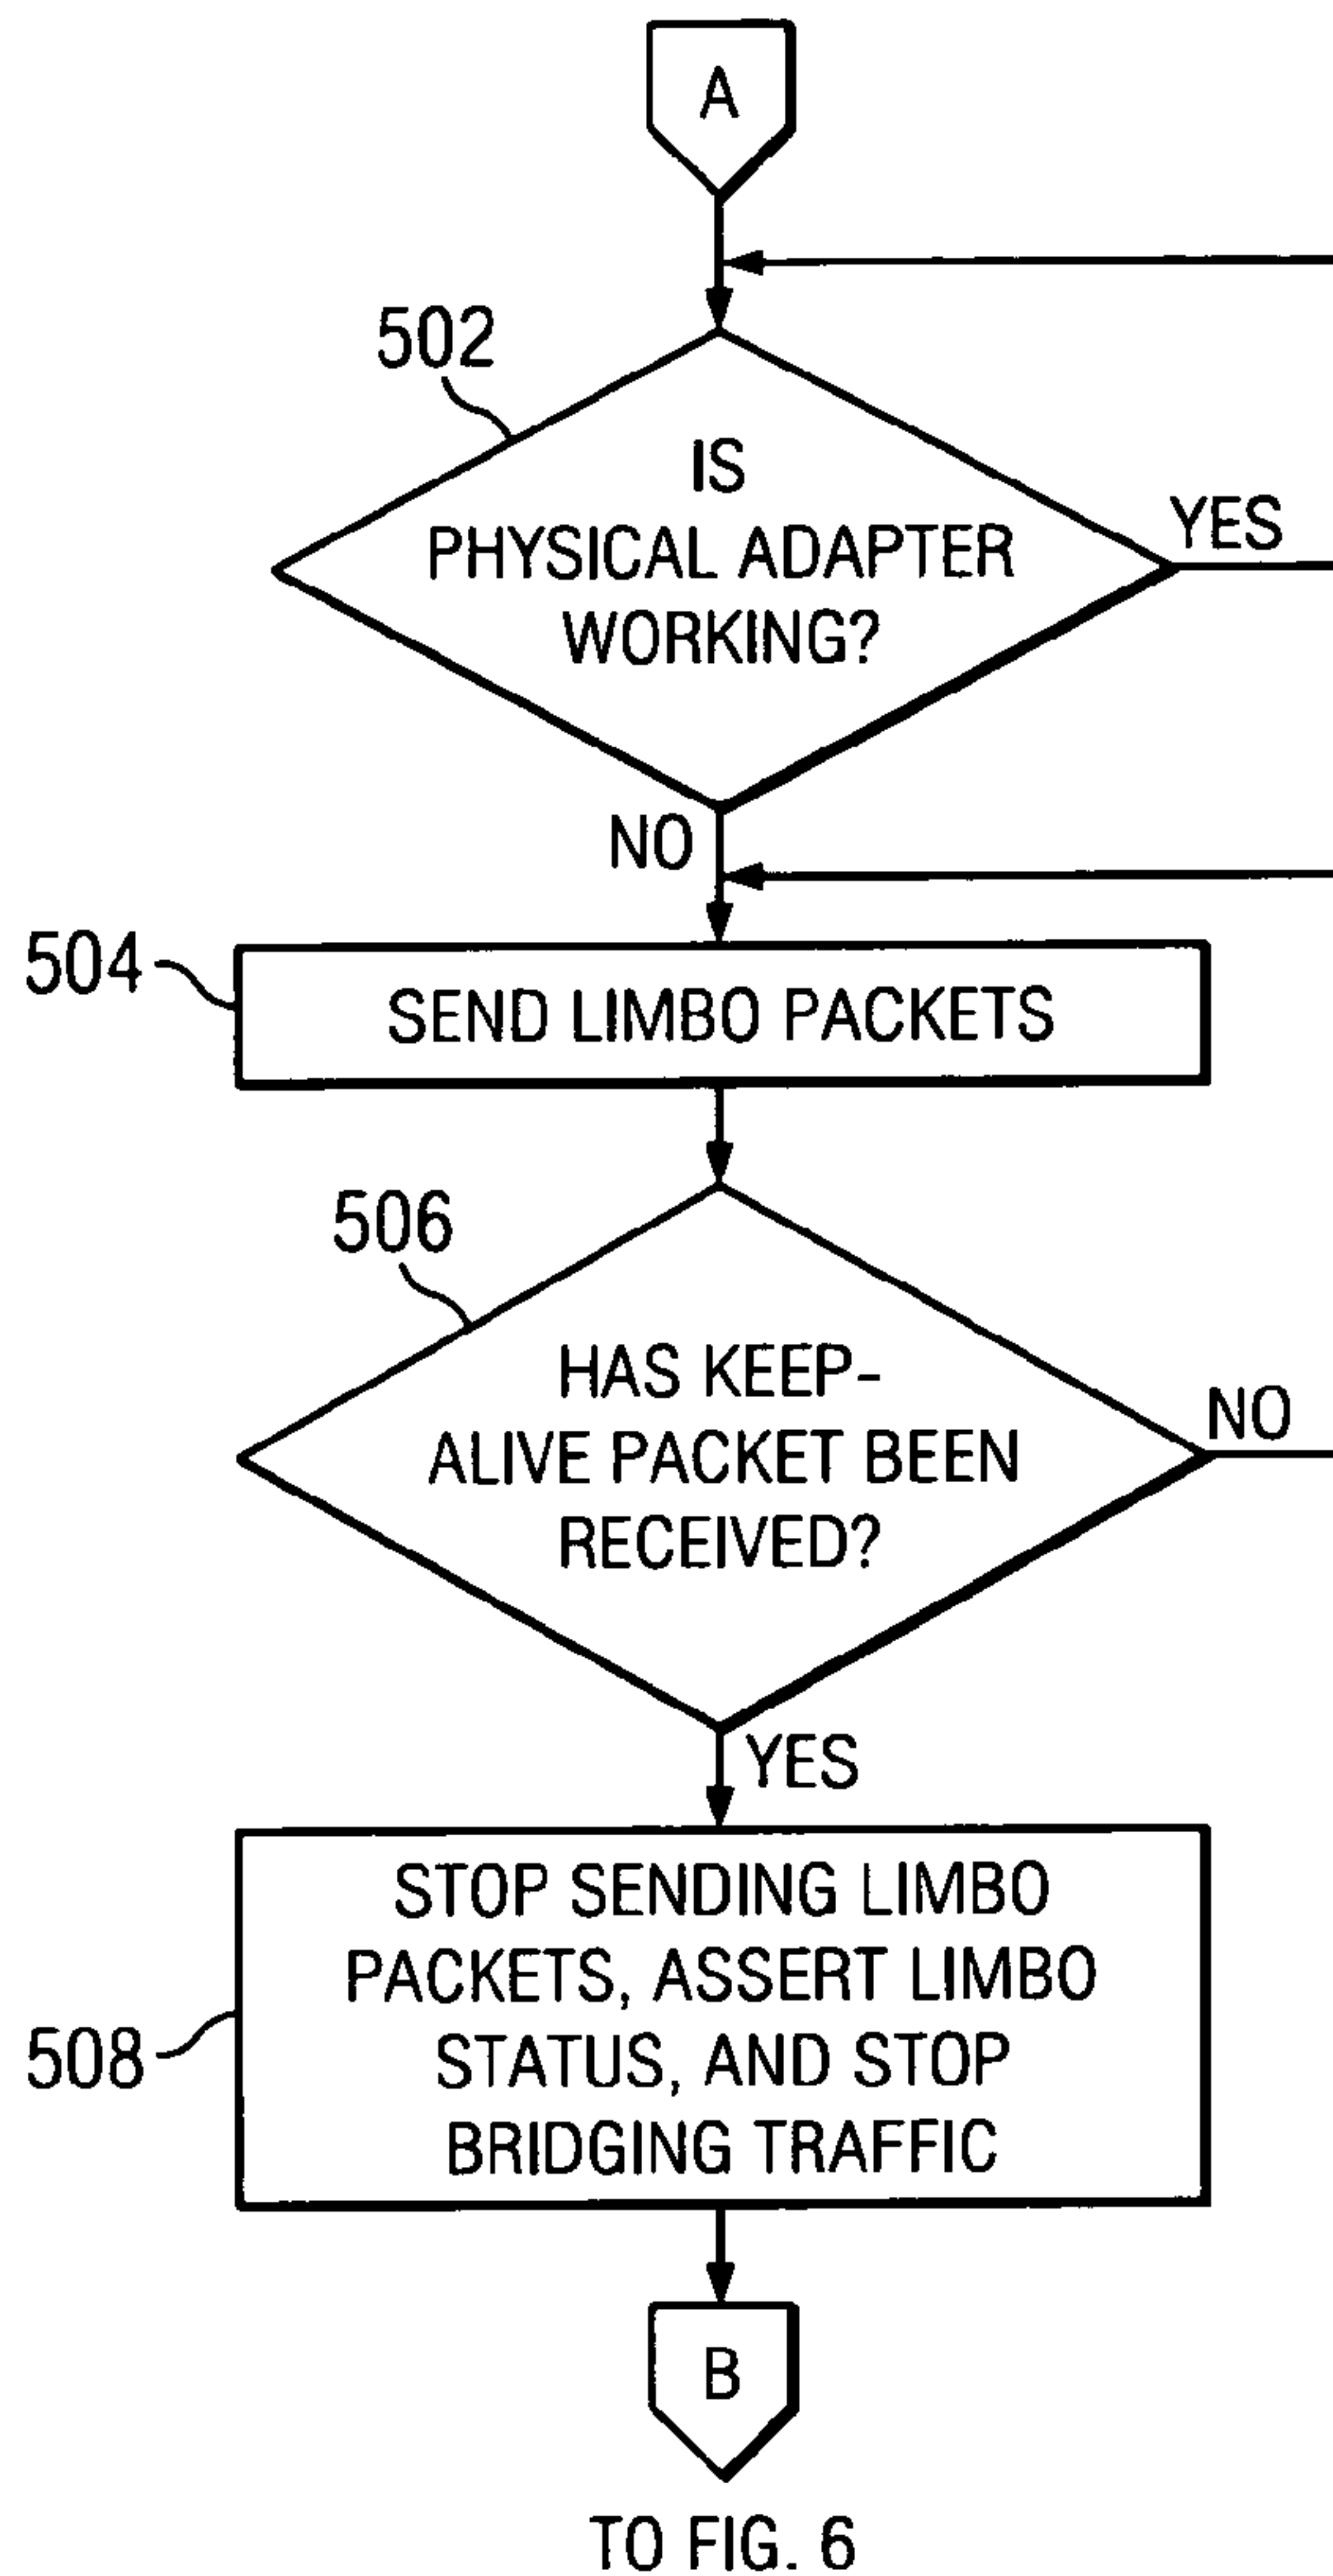 A
502
IS
PHYSICAL ADAPTER
WORKING?
YES
NO
504
SEND LIMBO PACKETS
506
HAS KEEP-
ALIVE PACKET BEEN
RECEIVED?
NO
YES
508
STOP SENDING LIMBO
PACKETS, ASSERT LIMBO
STATUS, AND STOP
BRIDGING TRAFFIC
B
TO FIG. 6